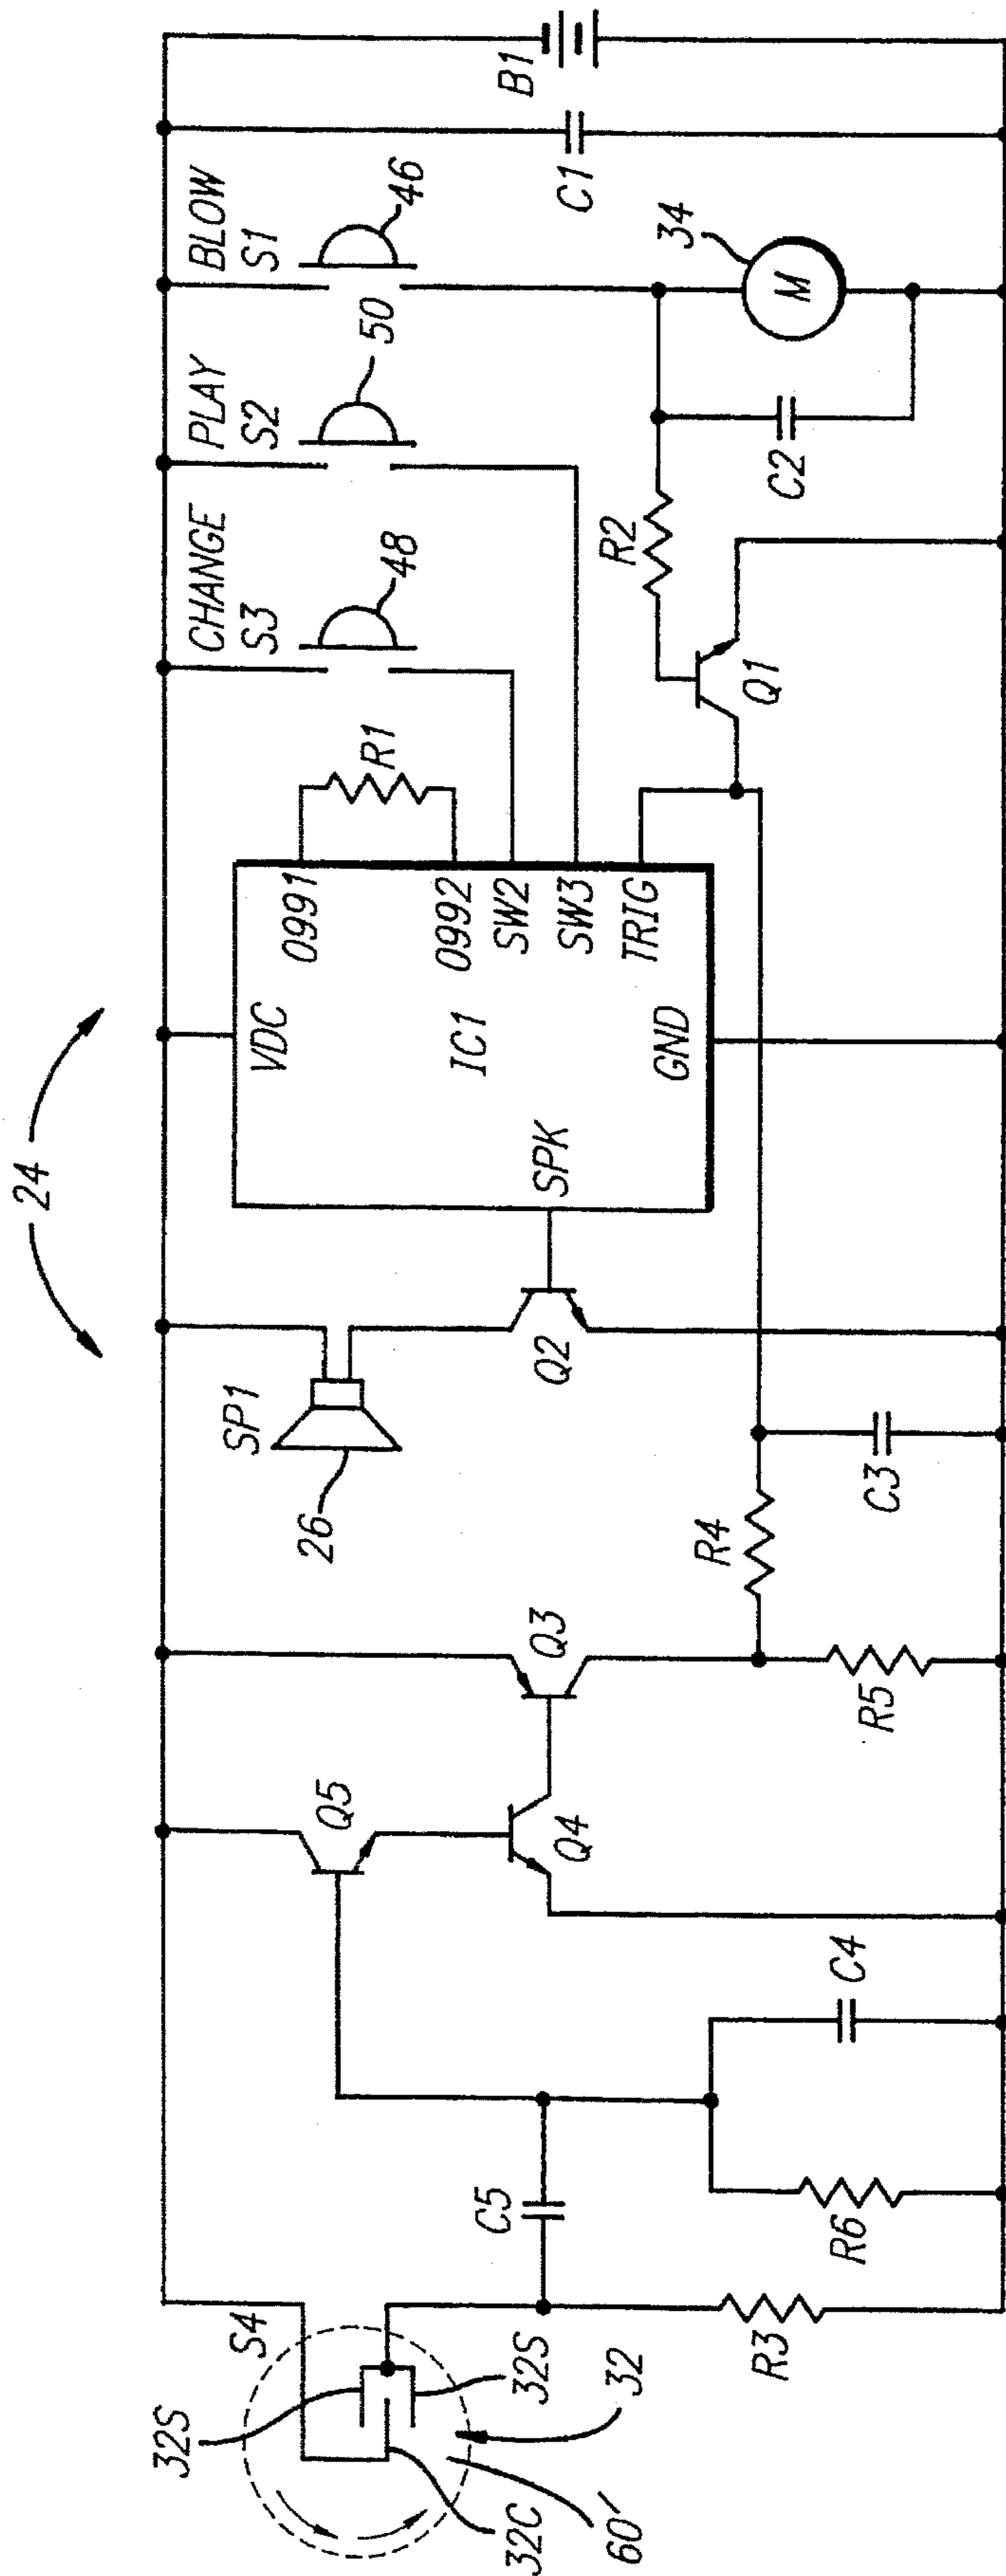 24
S4
32S
32S
32
32C
60'
C5
R3
R6
C4
Q5
Q4
Q3
R5
R4
C3
SP1
26
Q2
VDC
IC1
SPK
GND
0991
0992
SW2
SW3
TRIG
R1
CHANGE
S3
48
PLAY
S2
50
BLOW
S1
46
R2
Q1
C2
34
M
C1
B1